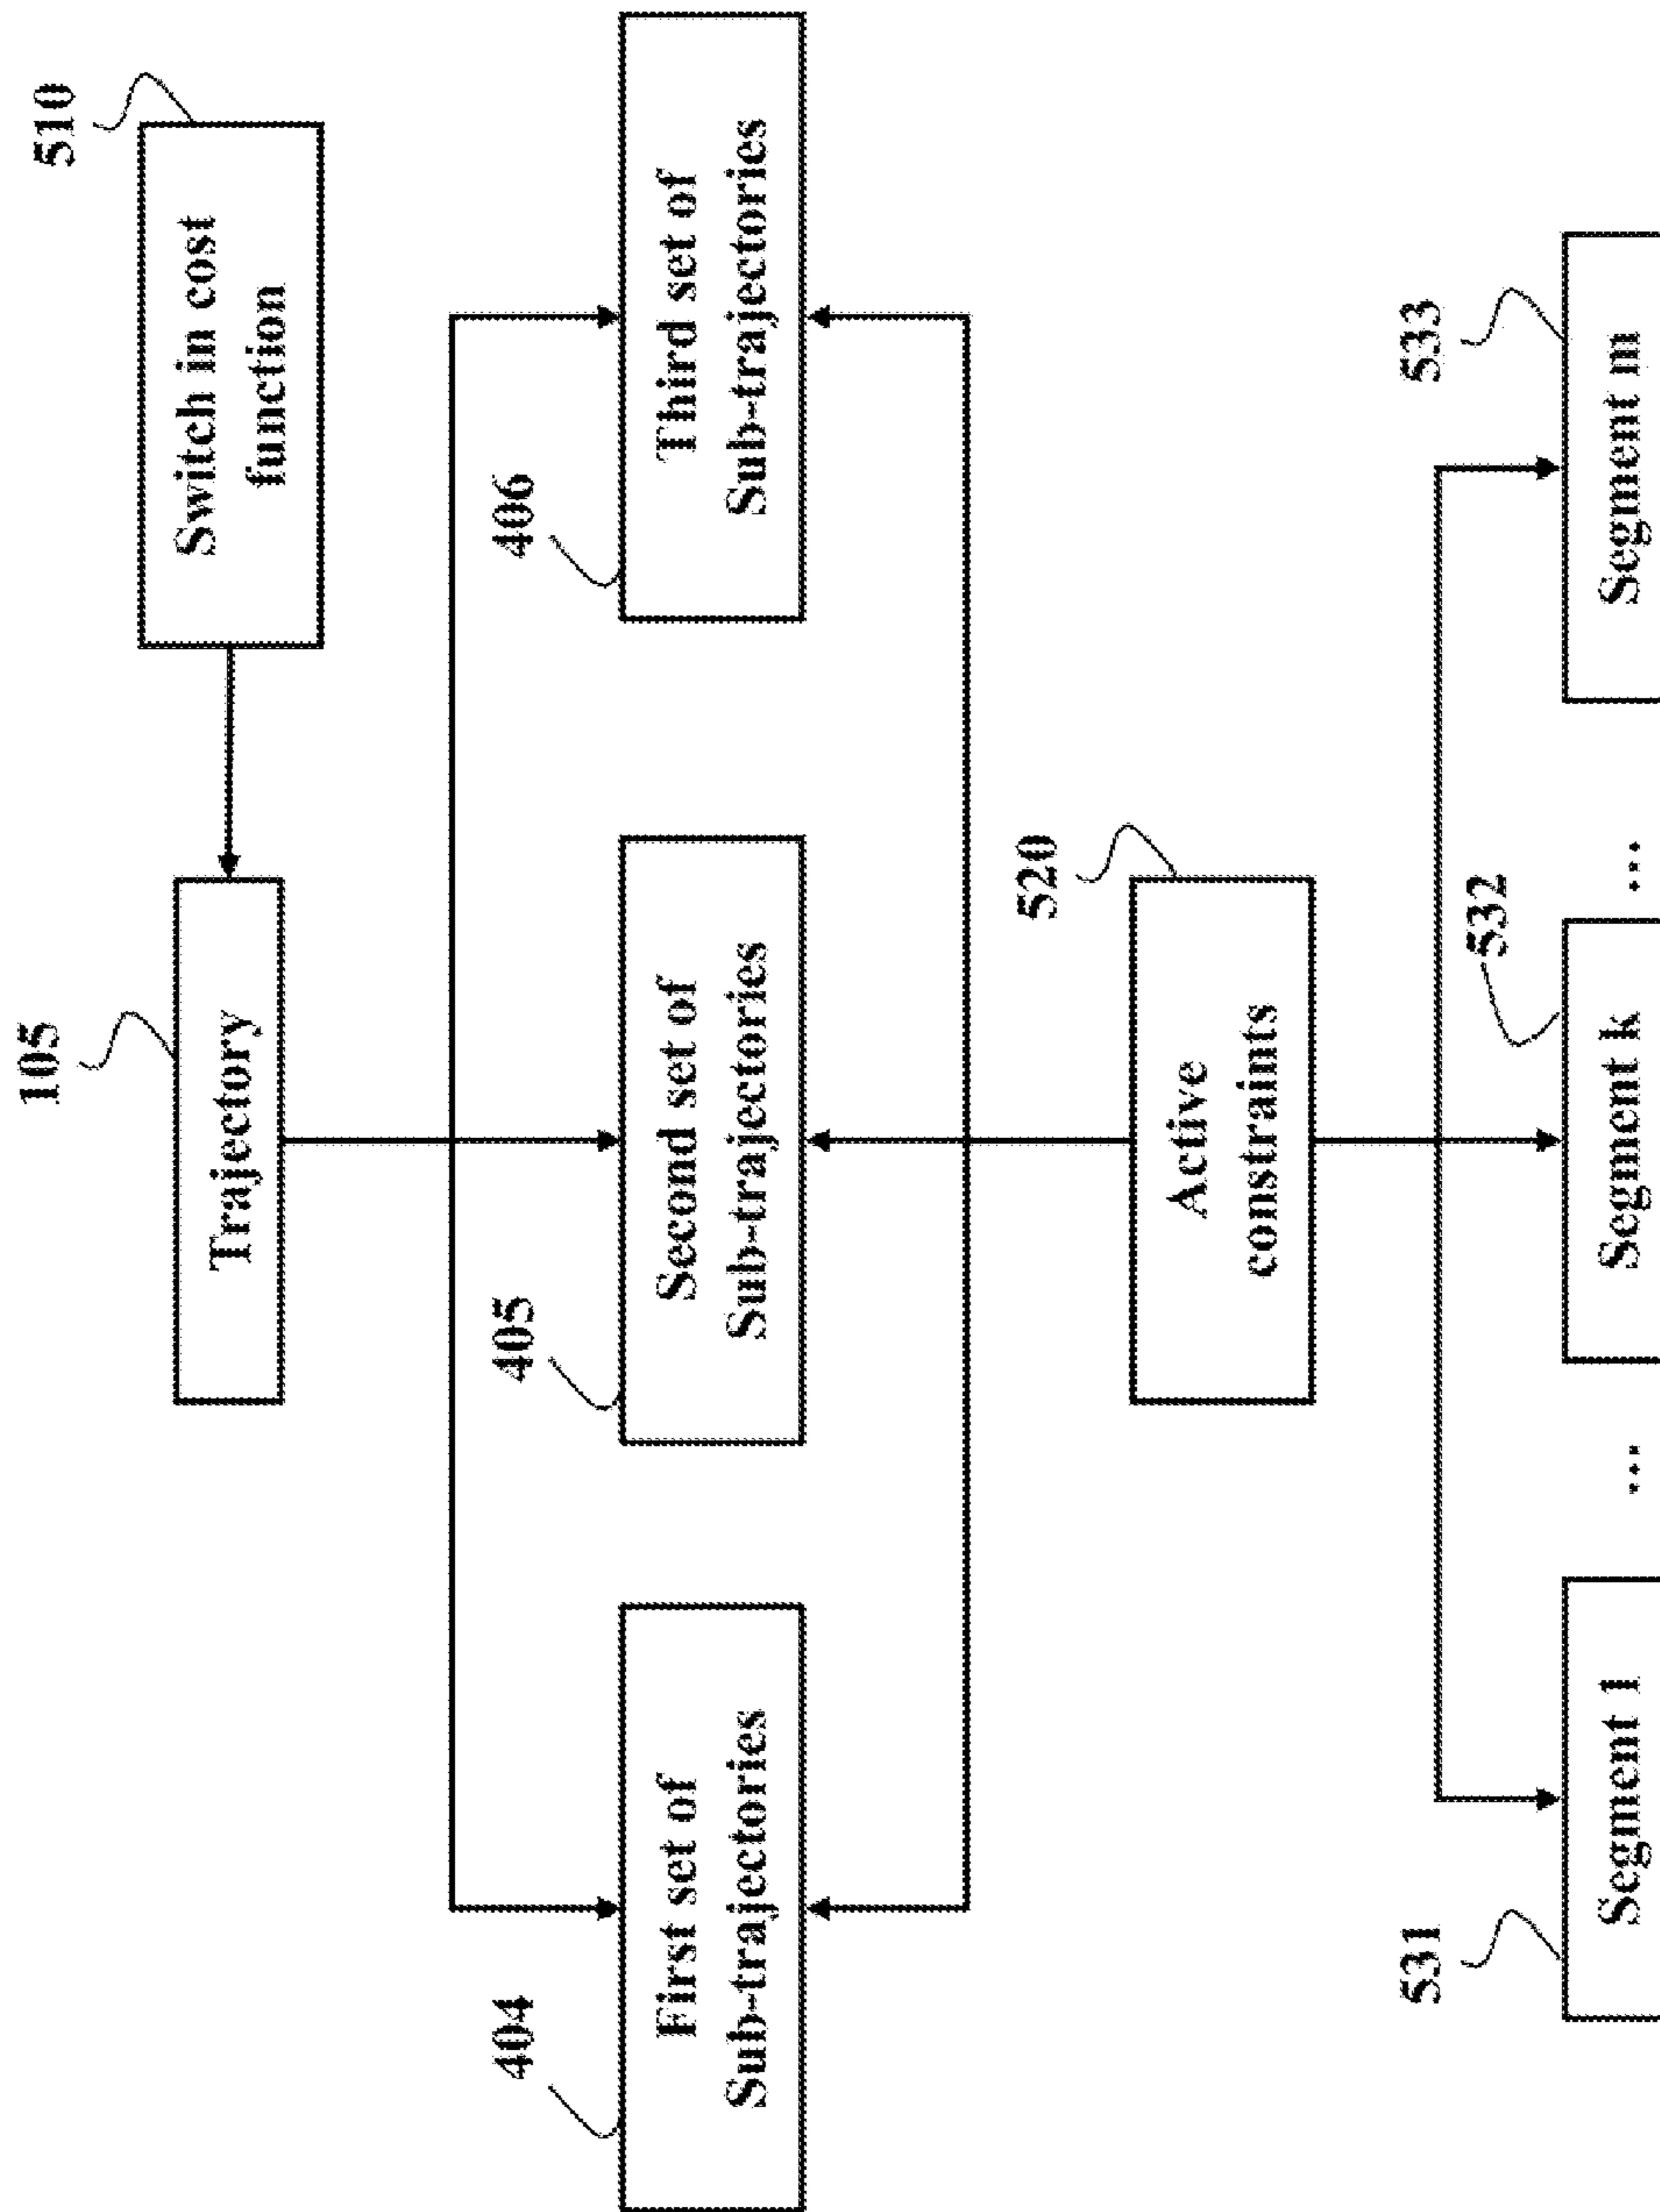 510
Switch in cost
function
105
Trajectory
404
First set of
Sub-trajectories
405
Second set of
Sub-trajectories
406
Third set of
Sub-trajectories
520
Active
constraints
531
Segment 1
...
532
Segment k
...
533
Segment m